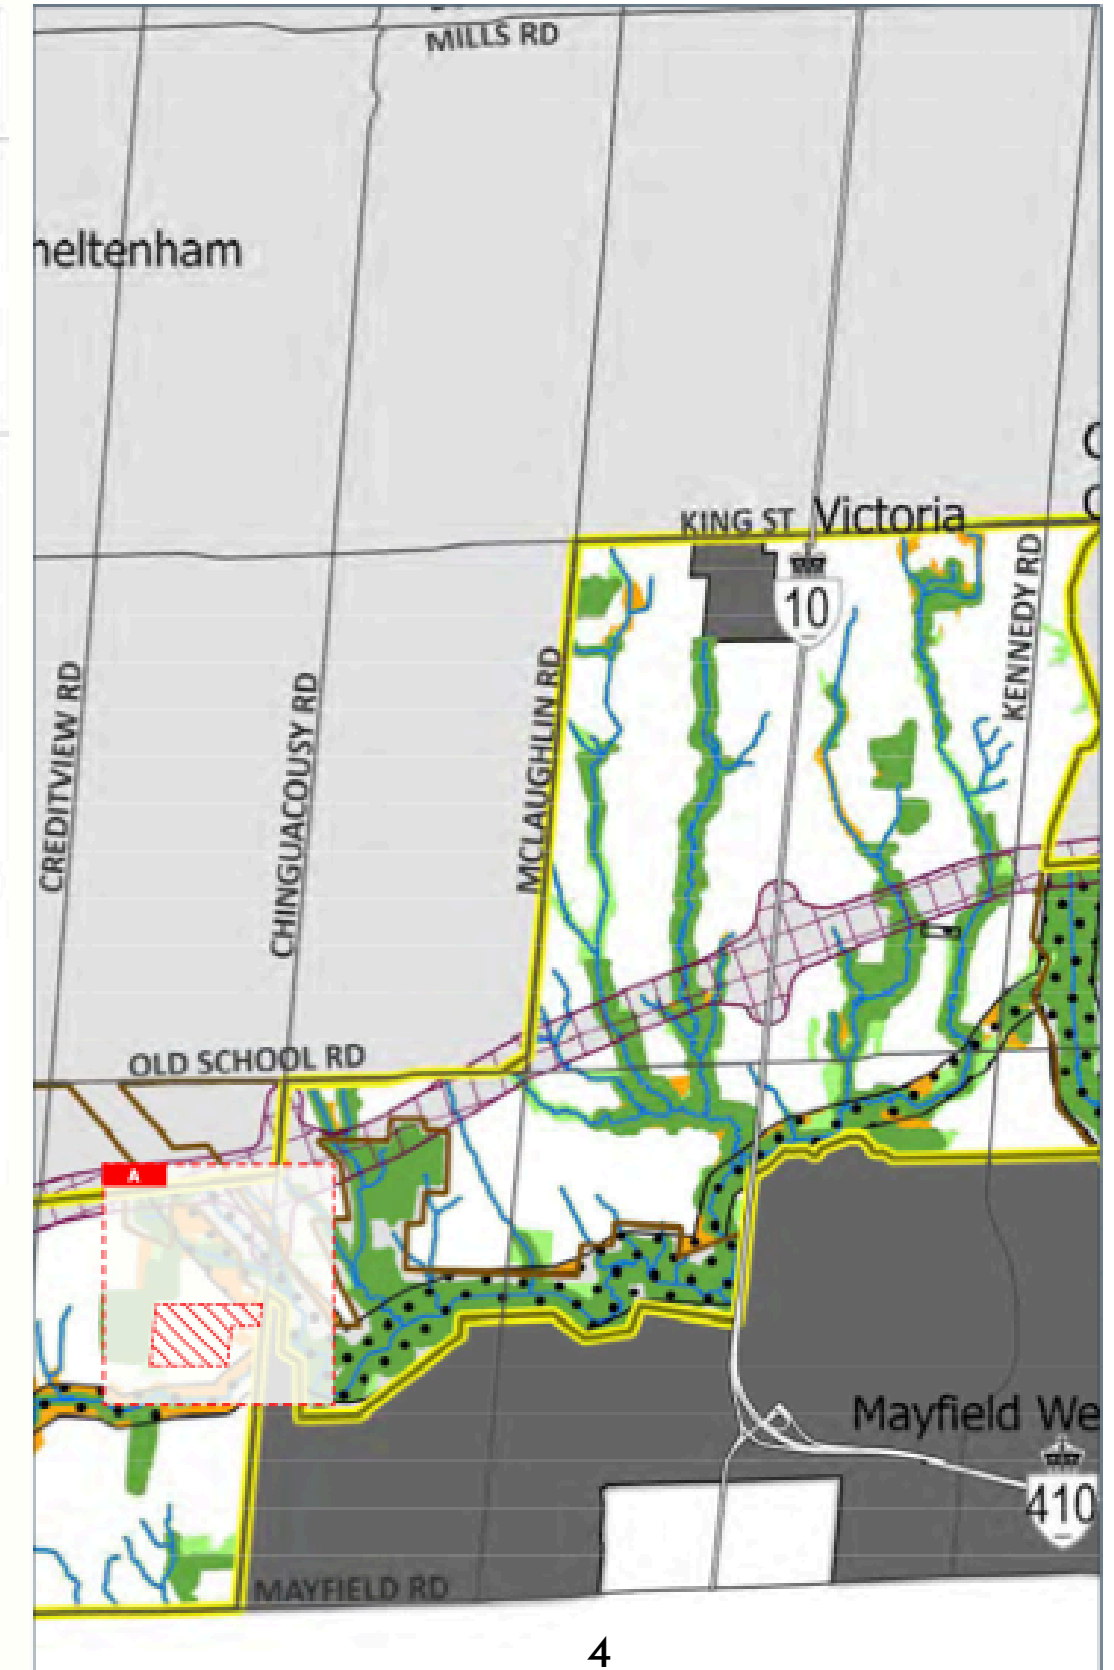 MILLS RD
heltenham
KING ST
Victoria
10
KENNEDY RD
CREDITVIEW RD
CHINGUACOUSY RD
MCLAUGHLIN RD
OLD SCHOOL RD
A
Mayfield We
410
MAYFIELD RD
4